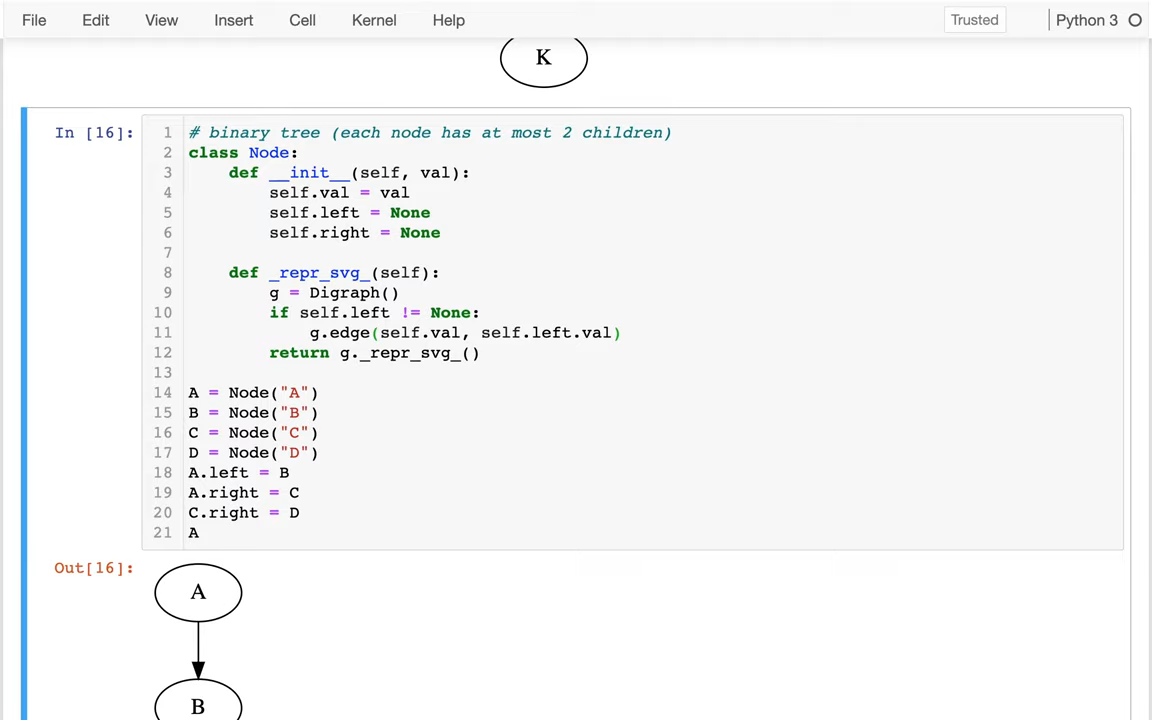 File Edit View Insert Cell Kernel Help Trusted Python 3
K
In [16]:
1 # binary tree (each node has at most 2 children)
2 class Node:
3     def __init__(self, val):
4         self.val = val
5         self.left = None
6         self.right = None
7
8     def _repr_svg_(self):
9         g = Digraph()
10         if self.left != None:
11             g.edge(self.val, self.left.val)
12         return g._repr_svg_()
13
14 A = Node("A")
15 B = Node("B")
16 C = Node("C")
17 D = Node("D")
18 A.left = B
19 A.right = C
20 C.right = D
21 A
Out[16]:
A
B